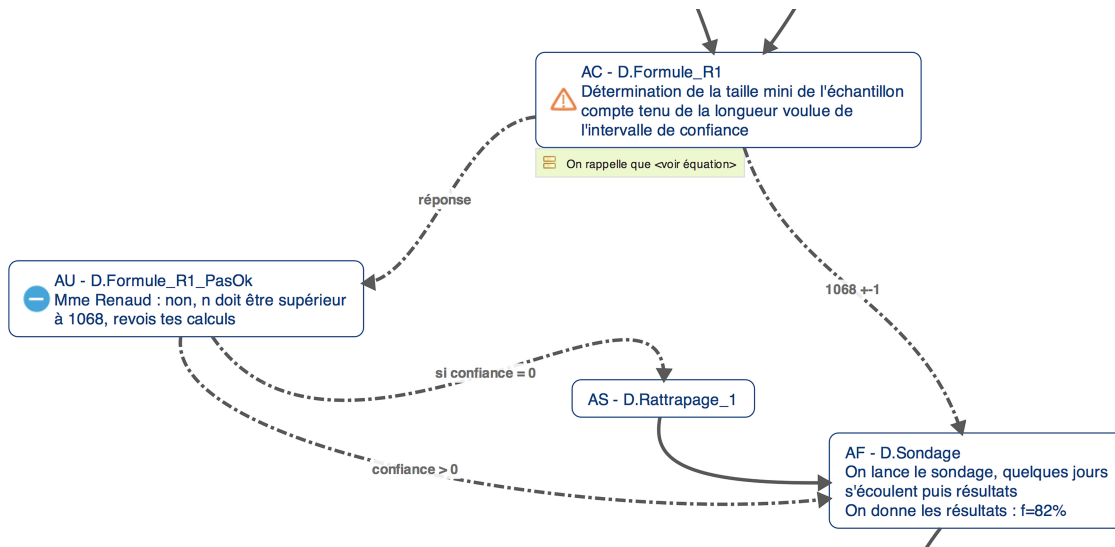 AC - D.Formule_R1
Détermination de la taille mini de l'échantillon
compte tenu de la longueur voulue de
l'intervalle de confiance
On rappelle que <voir équation>
réponse
AU - D.Formule_R1_PasOk
Mme Renaud : non, n doit être supérieur
à 1068, revois tes calculs
1068 +-1
si confiance = 0
AS - D.Rattrapage_1
confiance > 0
AF - D.Sondage
On lance le sondage, quelques jours
s'écoulent puis résultats
On donne les résultats : f=82%